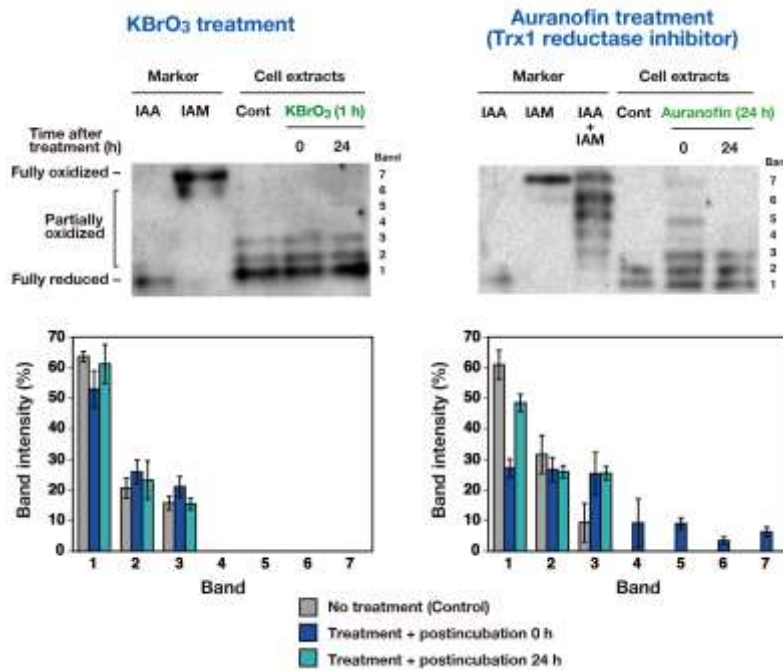 KBrO3 treatment
Marker
Cell extracts
IAA IAM Cont KBrO3 (1 h)
Time after
treatment (h)
0 24
Band
Fully oxidized –
Partially
oxidized
Fully reduced –
7
6
5
4
3
2
1
Auranofin treatment
(Trx1 reductase inhibitor)
Marker
Cell extracts
IAA IAM IAA + IAM Cont Auranofin (24 h)
0 24
Ban
7
6
5
4
3
2
1
Band intensity (%)
70
60
50
40
30
20
10
0
1 2 3 4 5 6 7
Band
Band intensity (%)
70
60
50
40
30
20
10
0
1 2 3 4 5 6 7
Band
No treatment (Control)
Treatment + postincubation 0 h
Treatment + postincubation 24 h